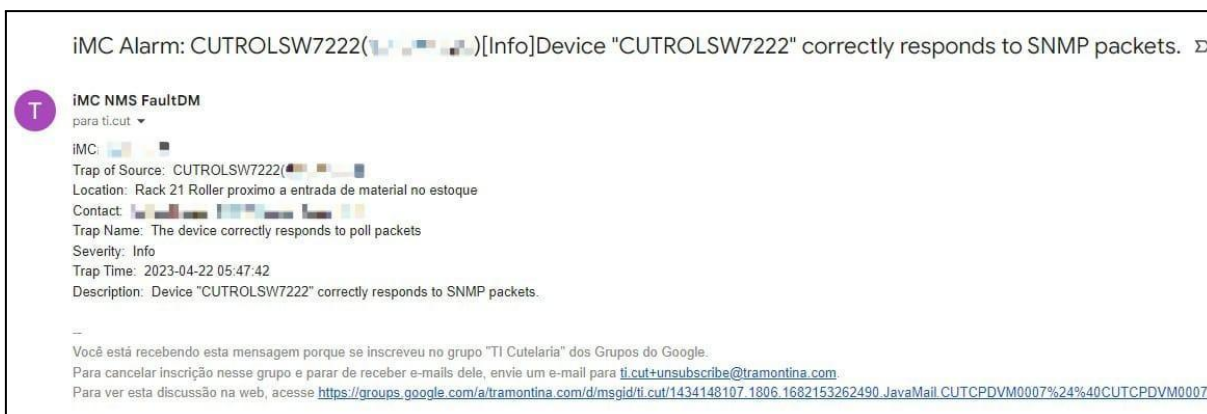 iMC Alarm: CUTROLSW7222( )[Info]Device "CUTROLSW7222" correctly responds to SNMP packets.
T
iMC NMS FaultDM
para ti.cut
iMC:
Trap of Source: CUTROLSW7222(
Location: Rack 21 Roller proximo a entrada de material no estoque
Contact:
Trap Name: The device correctly responds to poll packets
Severity: Info
Trap Time: 2023-04-22 05:47:42
Description: Device "CUTROLSW7222" correctly responds to SNMP packets.
--
Você está recebendo esta mensagem porque se inscreveu no grupo "TI Cutelaria" dos Grupos do Google.
Para cancelar inscrição nesse grupo e parar de receber e-mails dele, envie um e-mail para ti.cut+unsubscribe@tramontina.com.
Para ver esta discussão na web, acesse https://groups.google.com/a/tramontina.com/d/msgid/ti.cut/1434148107.1806.1682153262490.JavaMail.CUTCPDVM0007%24%40CUTCPDVM0007